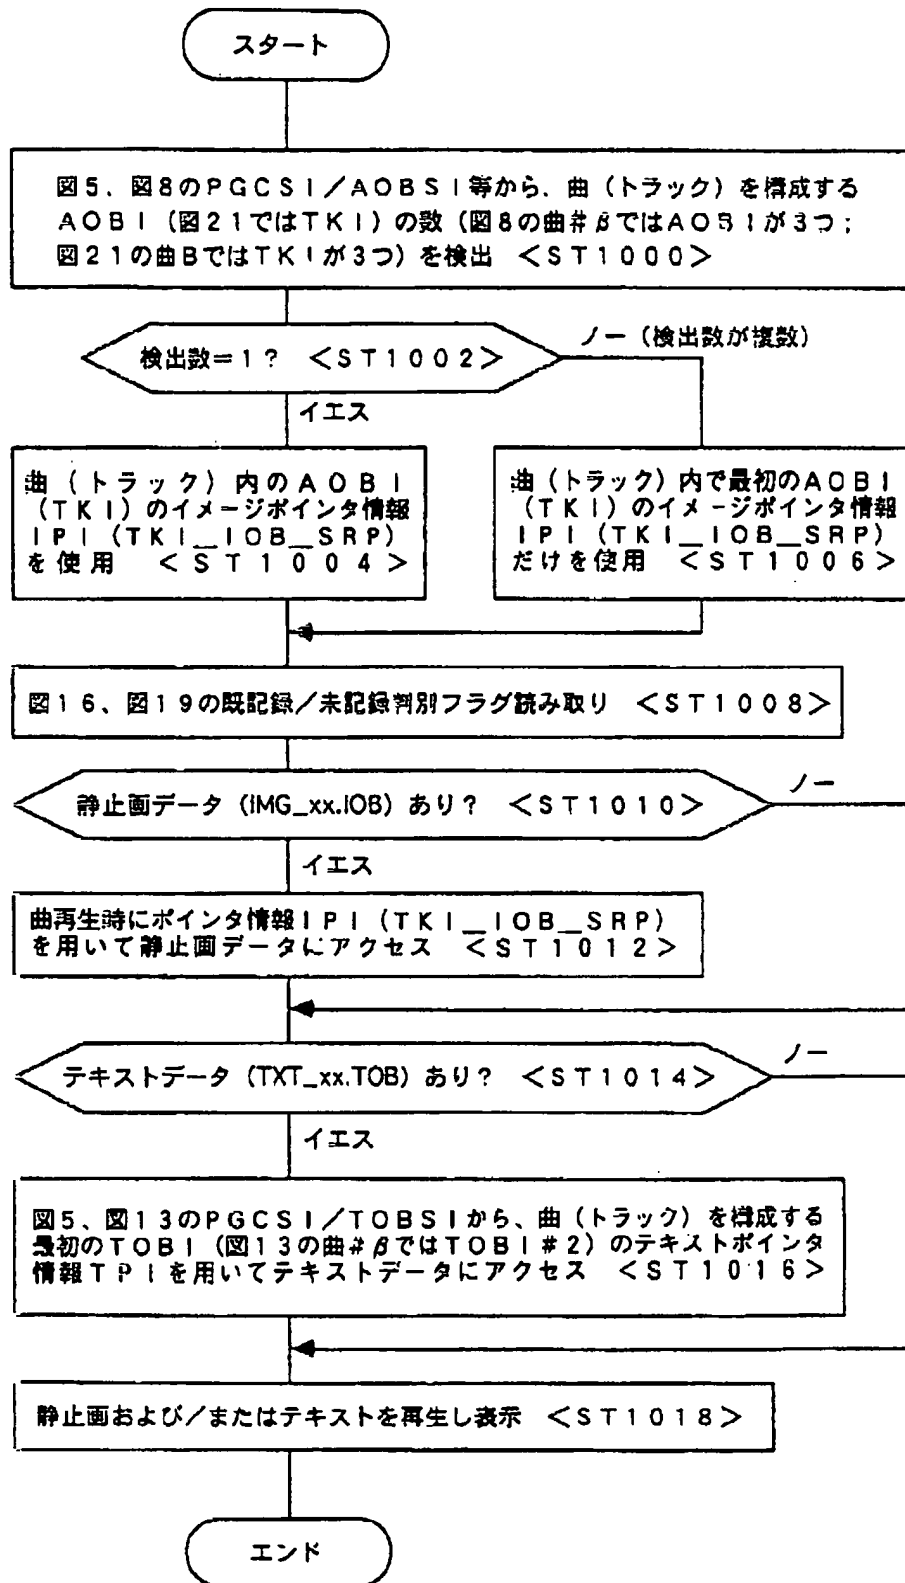 スタート
図5、図8のPGCSI/AOBSI等から、曲(トラック)を構成する
AOBI(図21ではTKI)の数(図8の曲#βではAOBIが3つ;
図21の曲BではTKIが3つ)を検出 <ST1000>
検出数=1? <ST1002>
ノー(検出数が複数)
イエス
曲(トラック)内のAOBI
(TKI)のイメージポインタ情報
IPI(TKI_IOB_SRP)
を使用 <ST1004>
曲(トラック)内で最初のAOBI
(TKI)のイメージポインタ情報
IPI(TKI_IOB_SRP)
だけを使用 <ST1006>
図16、図19の既記録/未記録判別フラグ読み取り <ST1008>
静止画データ(IMG_xx.IOB)あり? <ST1010>
ノー
イエス
曲再生時にポインタ情報IPI(TKI_IOB_SRP)
を用いて静止画データにアクセス <ST1012>
テキストデータ(TXT_xx.TOB)あり? <ST1014>
ノー
イエス
図5、図13のPGCSI/TOBSIから、曲(トラック)を構成する
最初のTOBI(図13の曲#βではTOBI#2)のテキストポインタ
情報TPIを用いてテキストデータにアクセス <ST1016>
静止画および/またはテキストを再生し表示 <ST1018>
エンド